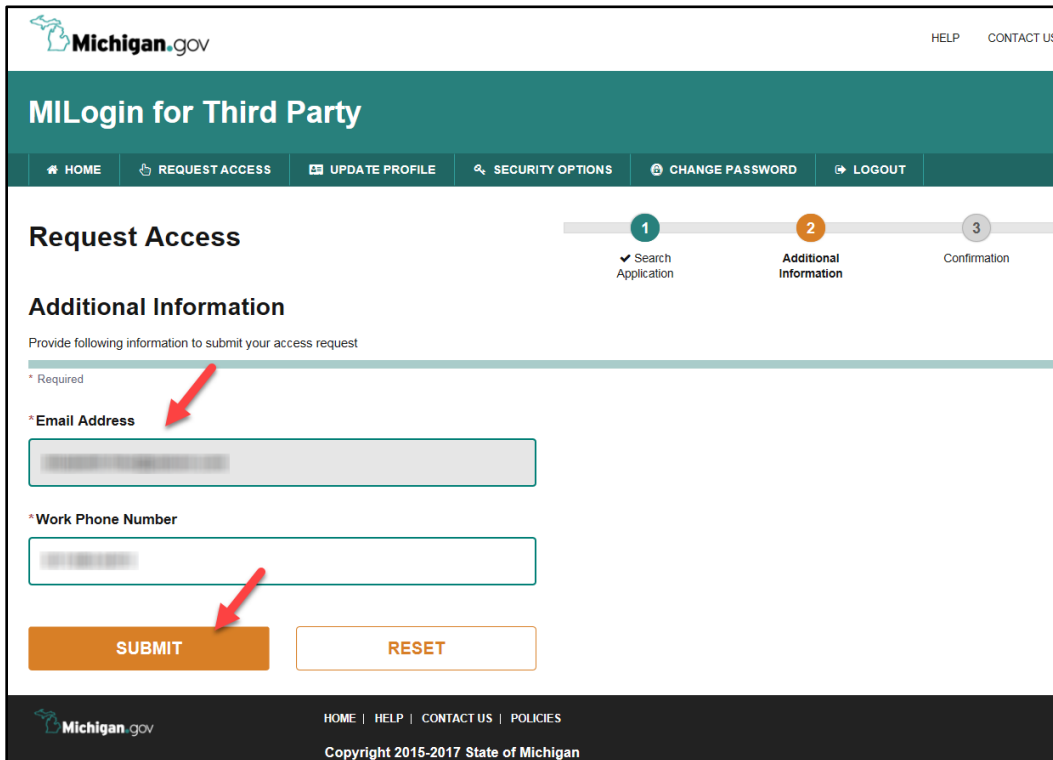 Michigan.gov
HELP CONTACT US
MILogin for Third Party
HOME REQUEST ACCESS UPDATE PROFILE SECURITY OPTIONS CHANGE PASSWORD LOGOUT
Request Access
1 2 3
Search Application
Additional Information
Confirmation
Additional Information
Provide following information to submit your access request
* Required
*Email Address
*Work Phone Number
SUBMIT RESET
Michigan.gov
HOME | HELP | CONTACT US | POLICIES
Copyright 2015-2017 State of Michigan